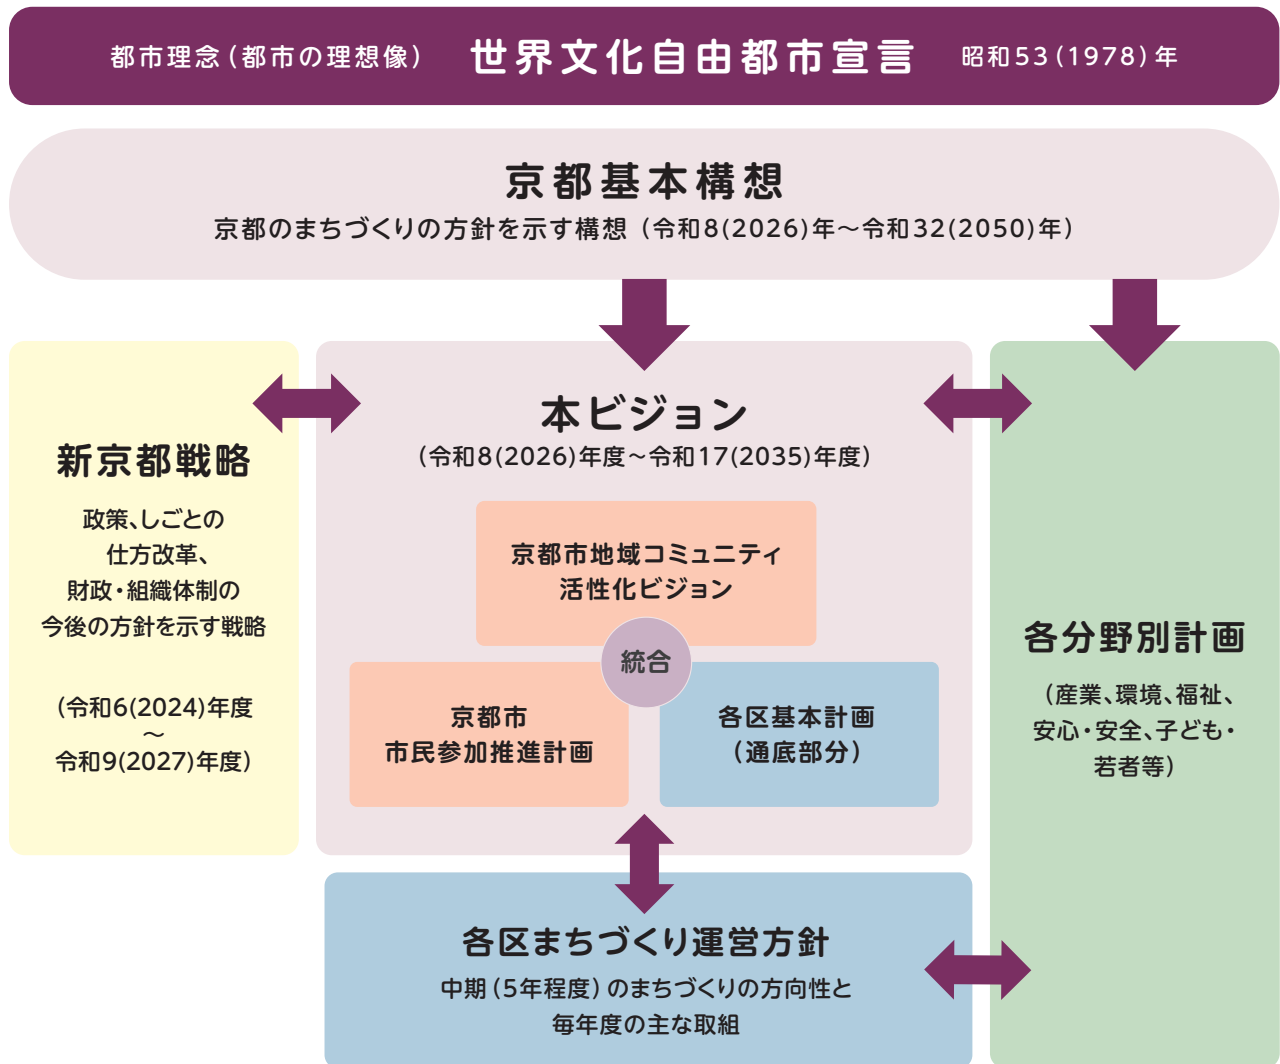 都市理念（都市の理想像） 世界文化自由都市宣言 昭和53（1978）年
京都基本構想
京都のまちづくりの方針を示す構想（令和8(2026)年〜令和32(2050)年）
新京都戦略
政策、しごとの
仕方改革、
財政・組織体制の
今後の方針を示す戦略
（令和6(2024)年度
〜
令和9(2027)年度）
本ビジョン
（令和8(2026)年度〜令和17(2035)年度）
京都市地域コミュニティ
活性化ビジョン
統合
京都市
市民参加推進計画
各区基本計画
（通底部分）
各分野別計画
（産業、環境、福祉、
安心・安全、子ども・
若者等）
各区まちづくり運営方針
中期（5年程度）のまちづくりの方向性と
毎年度の主な取組